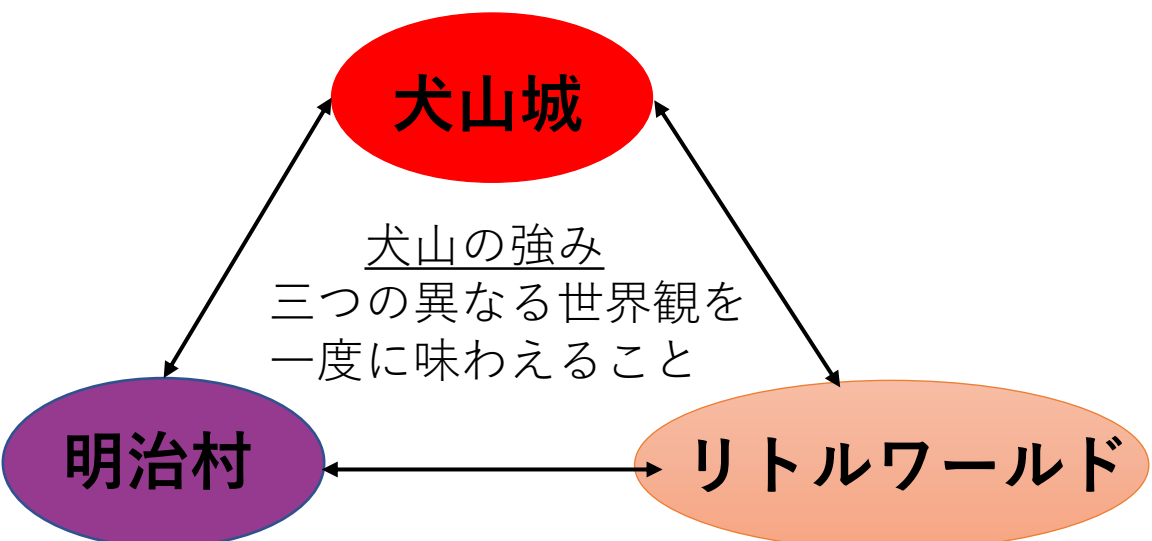 犬山城
犬山の強み
三つの異なる世界観を
一度に味わえること
明治村
リトルワールド